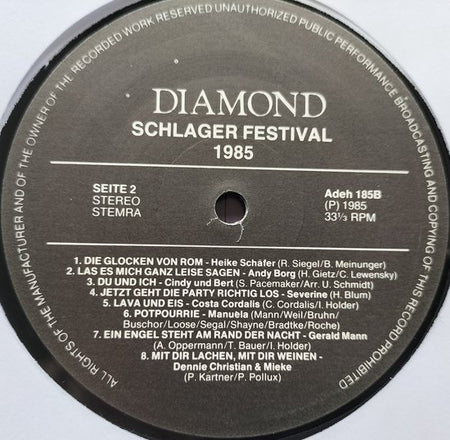 ALL RIGHTS OF THE MANUFACTURER AND OF THE OWNER OF THE RECORDED WORK RESERVED UNAUTHORIZED PUBLIC PERFORMANCE BROADCASTING AND COPYING OF THIS RECORD PROHIBITED
DIAMOND
SCHLAGER FESTIVAL
1985
SEITE 2
STEREO
STEMRA
Adeh 185B
(P) 1985
33⅓ RPM
1. DIE GLOCKEN VON ROM - Heike Schäfer (R. Siegel/B. Meinunger)
2. LAS ES MICH GANZ LEISE SAGEN - Andy Borg (H. Gietz/C. Lewensky)
3. DU UND ICH - Cindy und Bert (S. Pacemaker/Arr. U. Schmidt)
4. JETZT GEHT DIE PARTY RICHTIG LOS - Severine (H. Blum)
5. LAVA UND EIS - Costa Cordalis (C. Cordalis/I. Holder)
6. POTPOURRIE - Manuela (Mann/Weil/Bruhn/
Buschor/Loose/Segal/Shayne/Bradtke/Roche)
7. EIN ENGEL STEHT AM RAND DER NACHT - Gerald Mann
(A. Oppermann/T. Bauer/I. Holder)
8. MIT DIR LACHEN, MIT DIR WEINEN -
Dennie Christian & Mieke
(P. Kartner/P. Pollux)